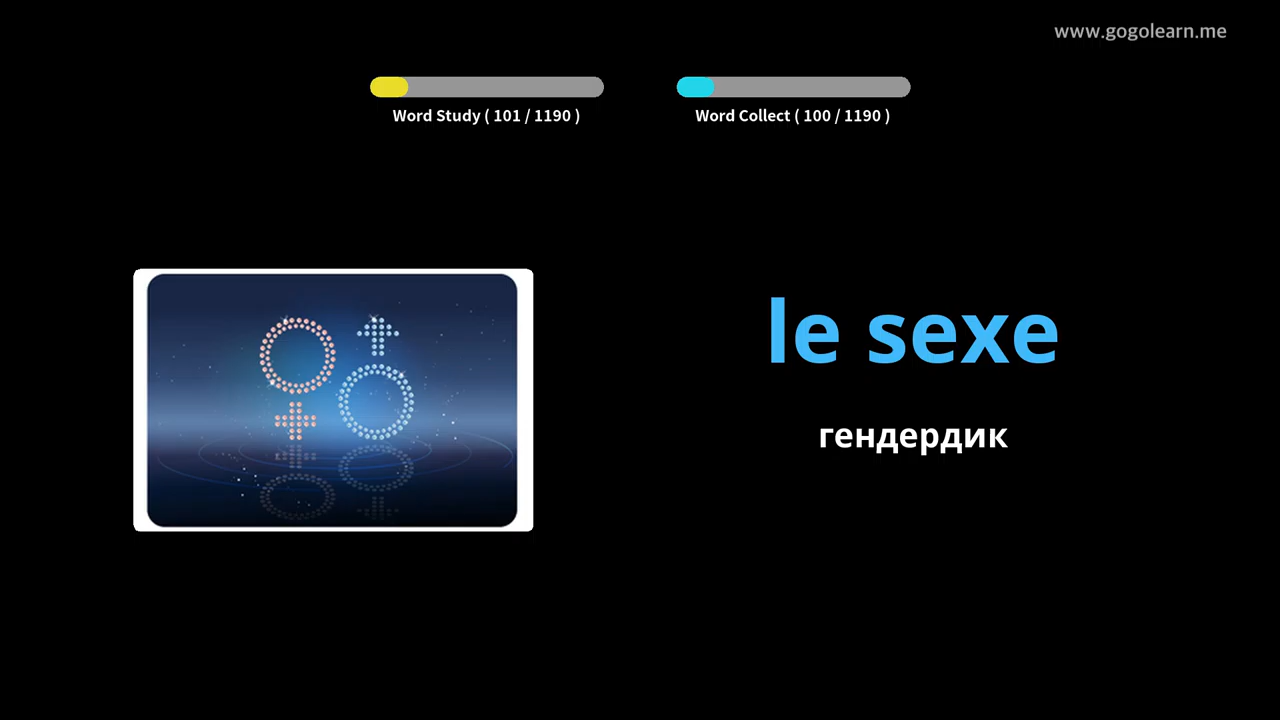 www.gogolearn.me
Word Study ( 101 / 1190 )
Word Collect ( 100 / 1190 )
le sexe
гендердик